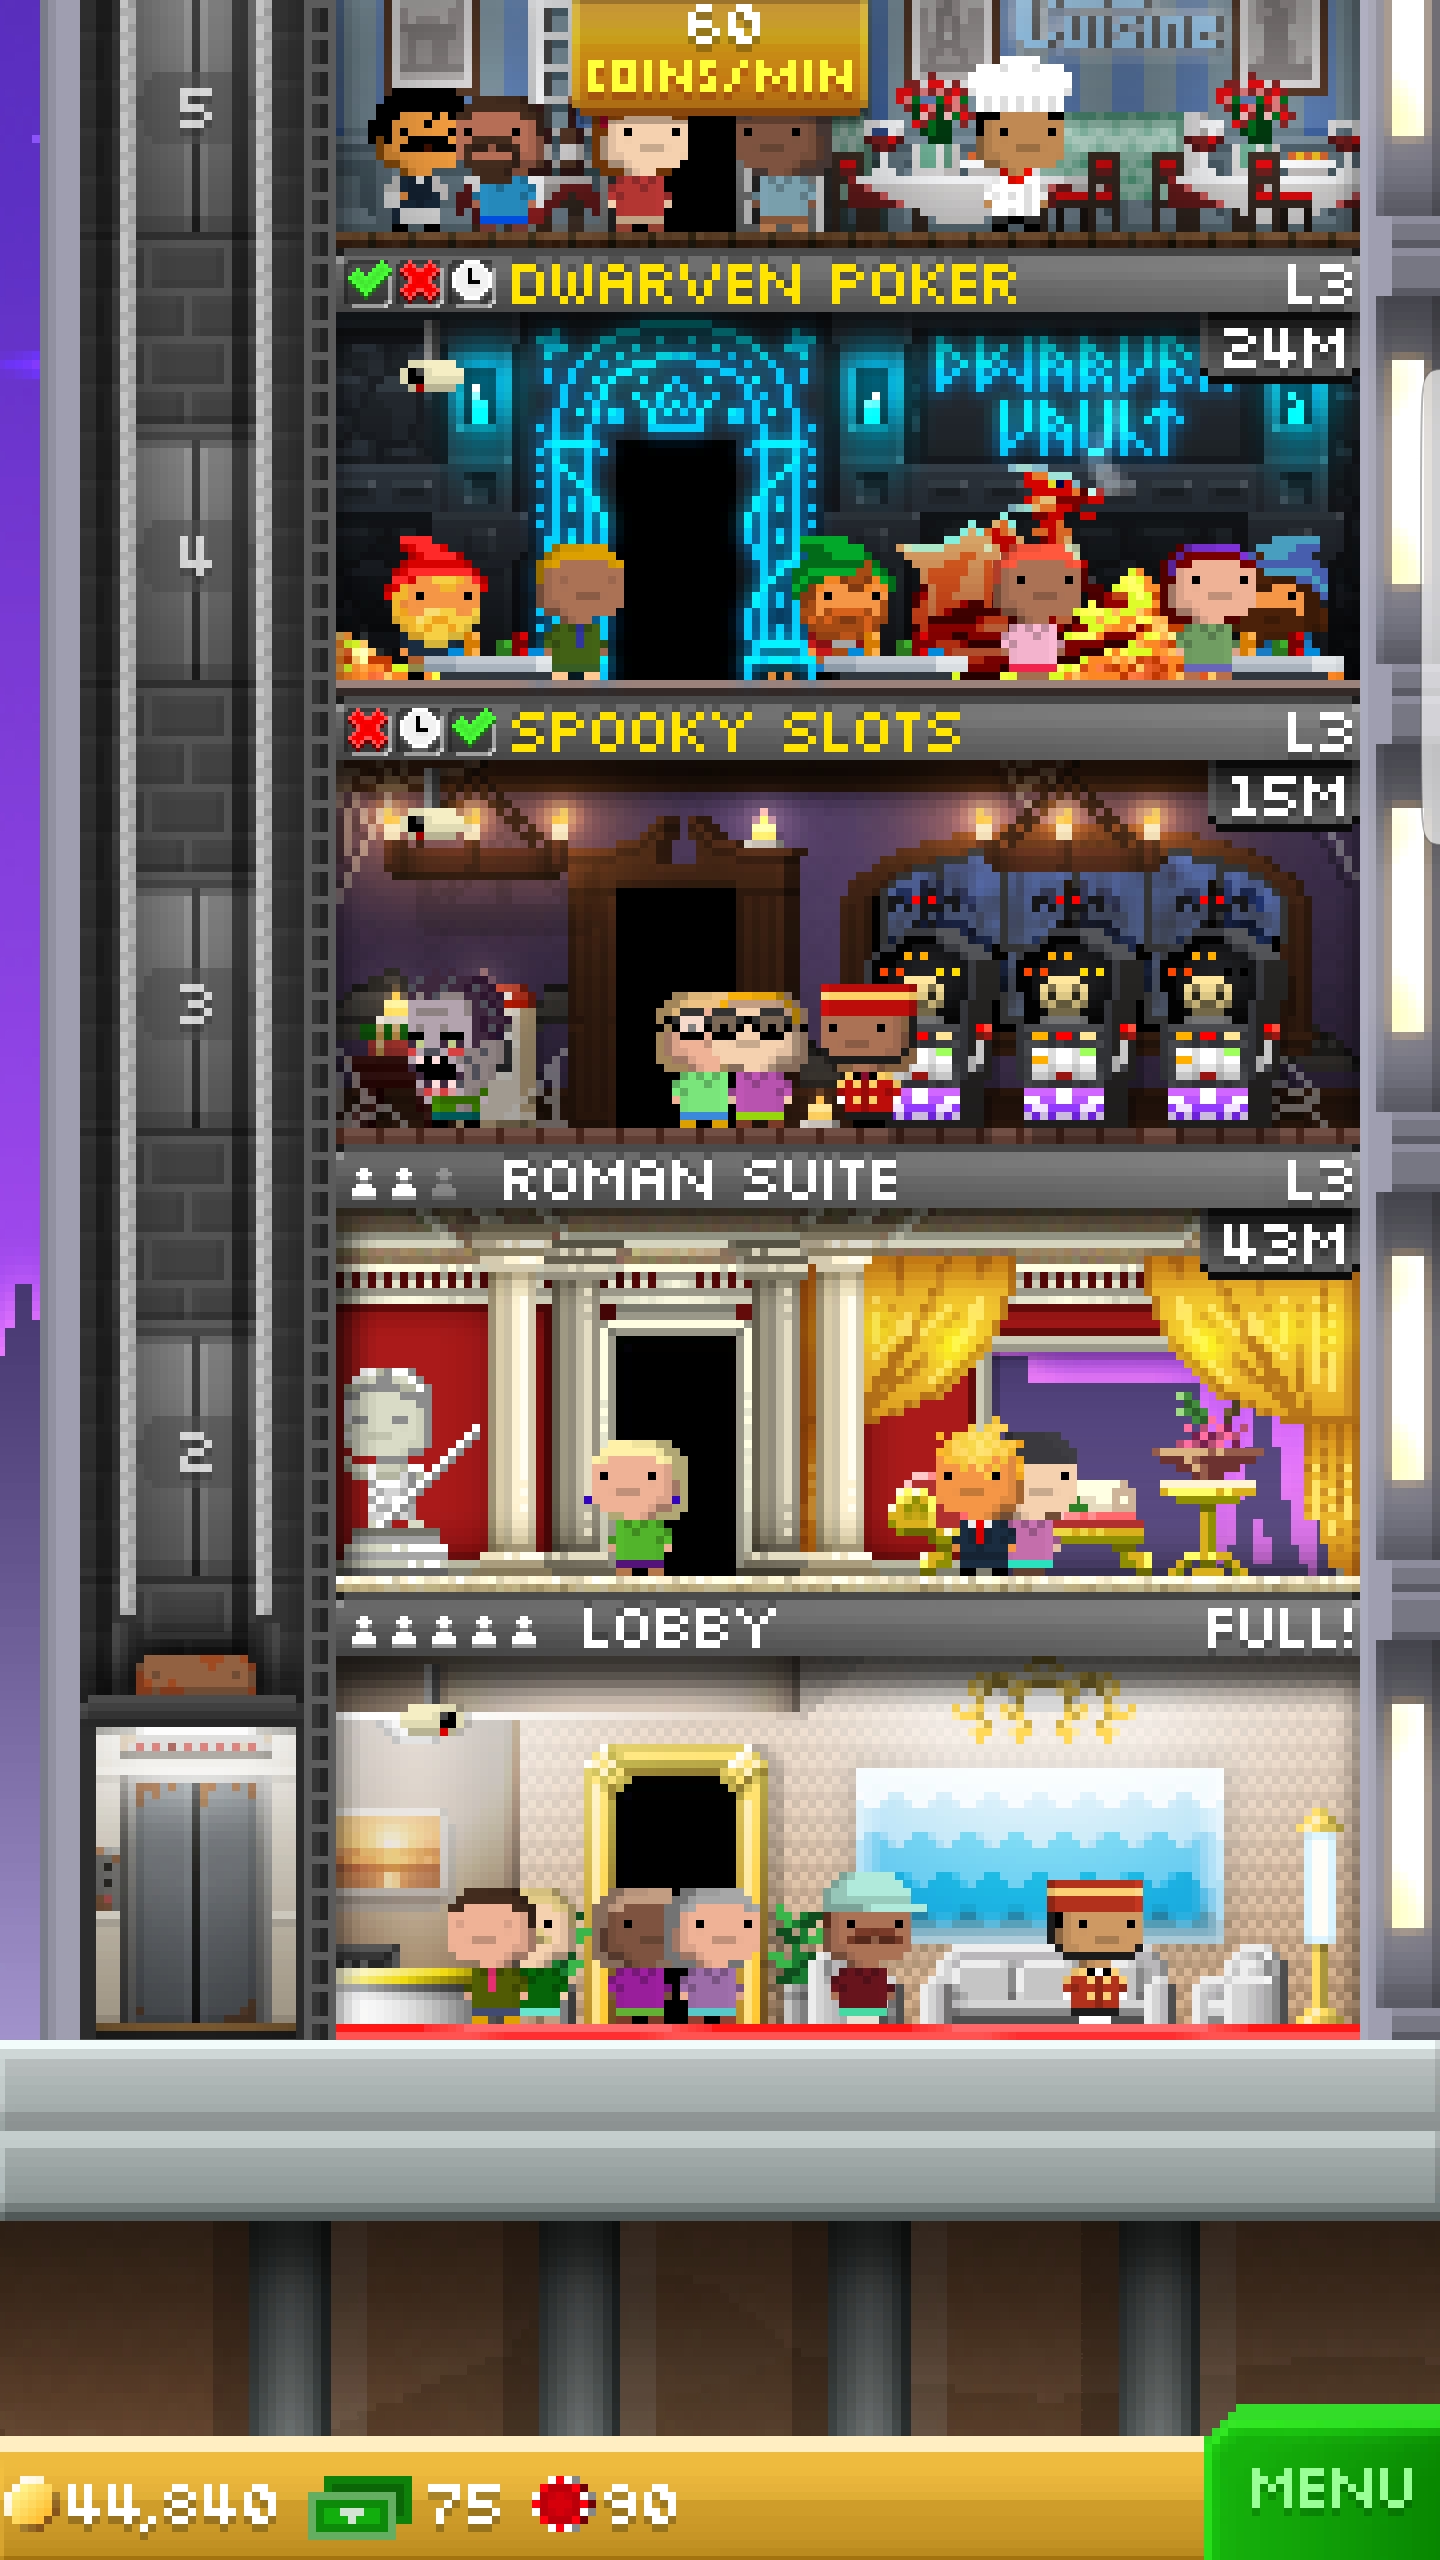 Cuisine
60
COINS/MIN
5
DWARVEN POKER L3
24M
DWARVEN
VAULT
4
SPOOKY SLOTS L3
15M
3
ROMAN SUITE L3
43M
2
LOBBY FULL!
44,840 75 90
MENU